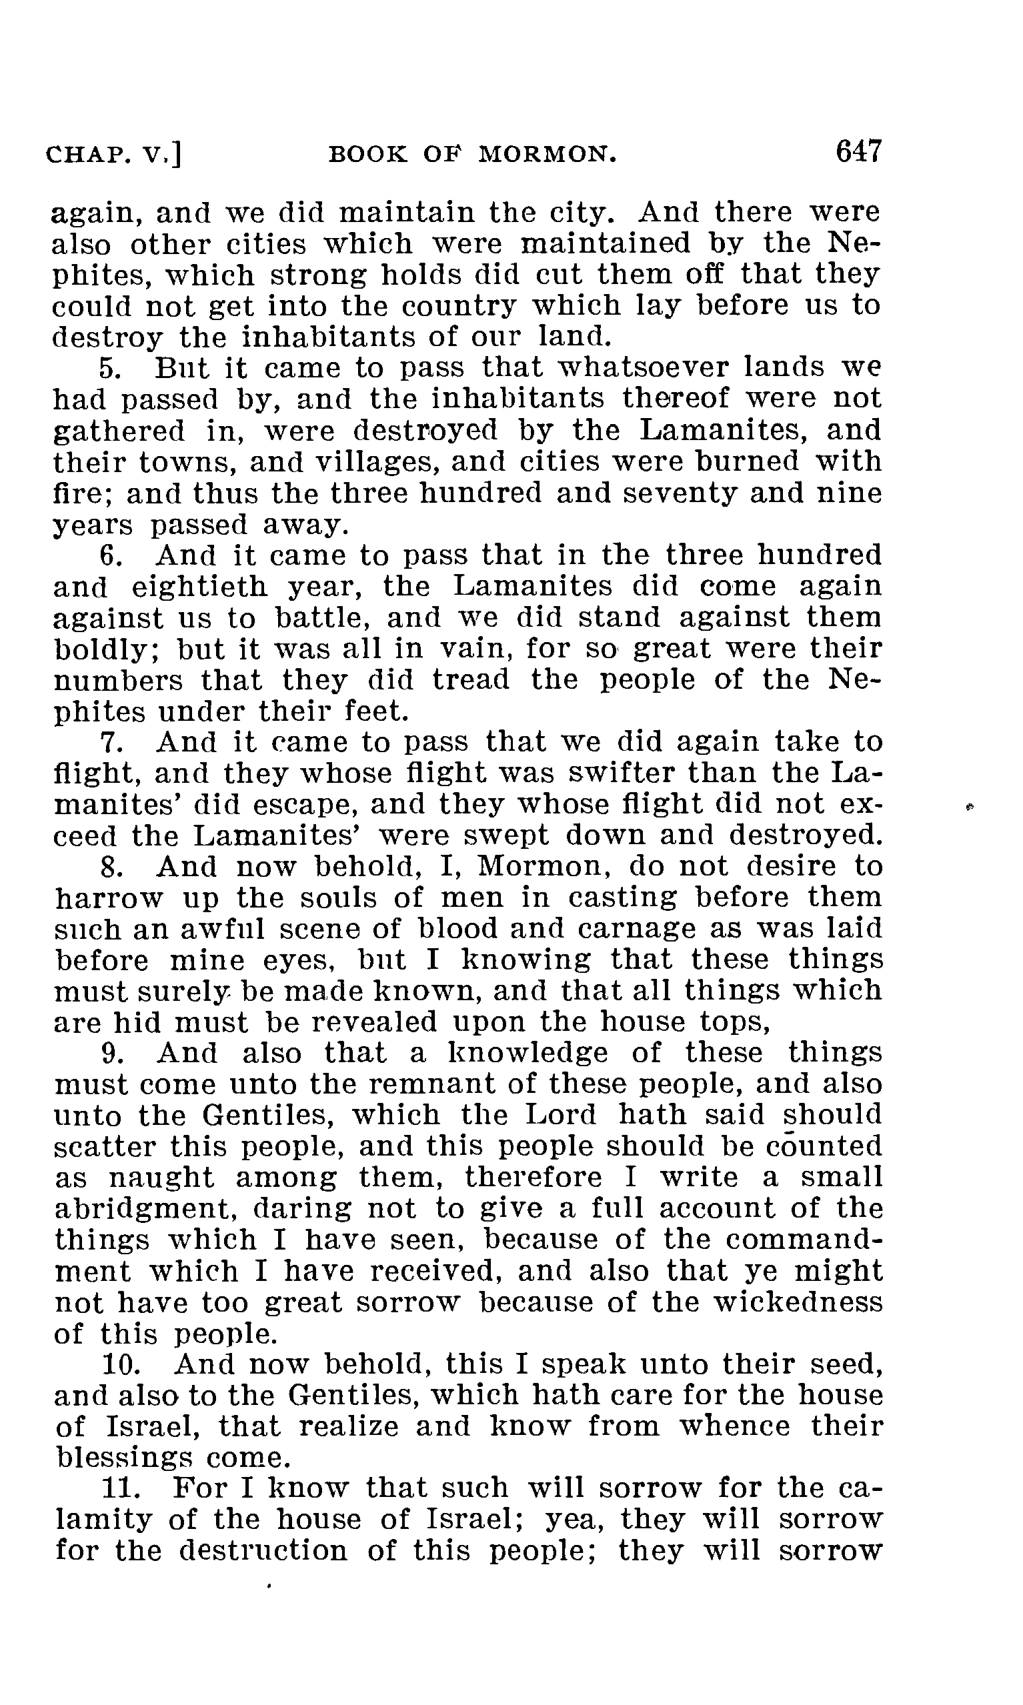 CHAP. V.] BOOK OF MORMON. 647
again, and we did maintain the city. And there were
also other cities which were maintained by the Ne-
phites, which strong holds did cut them off that they
could not get into the country which lay before us to
destroy the inhabitants of our land.
5. But it came to pass that whatsoever lands we
had passed by, and the inhabitants thereof were not
gathered in, were destroyed by the Lamanites, and
their towns, and villages, and cities were burned with
fire; and thus the three hundred and seventy and nine
years passed away.
6. And it came to pass that in the three hundred
and eightieth year, the Lamanites did come again
against us to battle, and we did stand against them
boldly; but it was all in vain, for so great were their
numbers that they did tread the people of the Ne-
phites under their feet.
7. And it came to pass that we did again take to
flight, and they whose flight was swifter than the La-
manites' did escape, and they whose flight did not ex-
ceed the Lamanites' were swept down and destroyed.
8. And now behold, I, Mormon, do not desire to
harrow up the souls of men in casting before them
such an awful scene of blood and carnage as was laid
before mine eyes, but I knowing that these things
must surely be made known, and that all things which
are hid must be revealed upon the house tops,
9. And also that a knowledge of these things
must come unto the remnant of these people, and also
unto the Gentiles, which the Lord hath said should
scatter this people, and this people should be counted
as naught among them, therefore I write a small
abridgment, daring not to give a full account of the
things which I have seen, because of the command-
ment which I have received, and also that ye might
not have too great sorrow because of the wickedness
of this people.
10. And now behold, this I speak unto their seed,
and also to the Gentiles, which hath care for the house
of Israel, that realize and know from whence their
blessings come.
11. For I know that such will sorrow for the ca-
lamity of the house of Israel; yea, they will sorrow
for the destruction of this people; they will sorrow